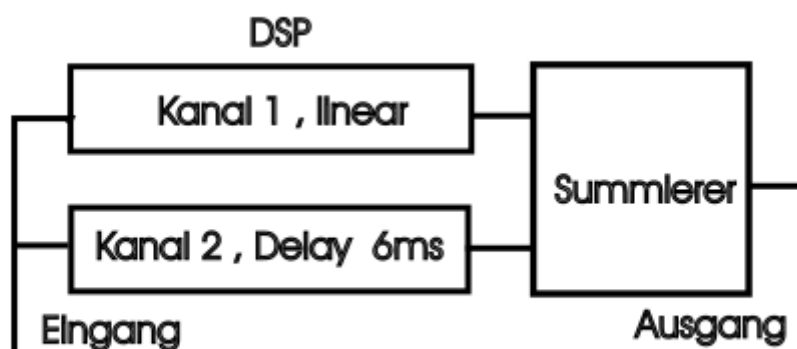 DSP
Kanal 1 , linear
Summierer
Kanal 2 , Delay 6ms
Eingang
Ausgang